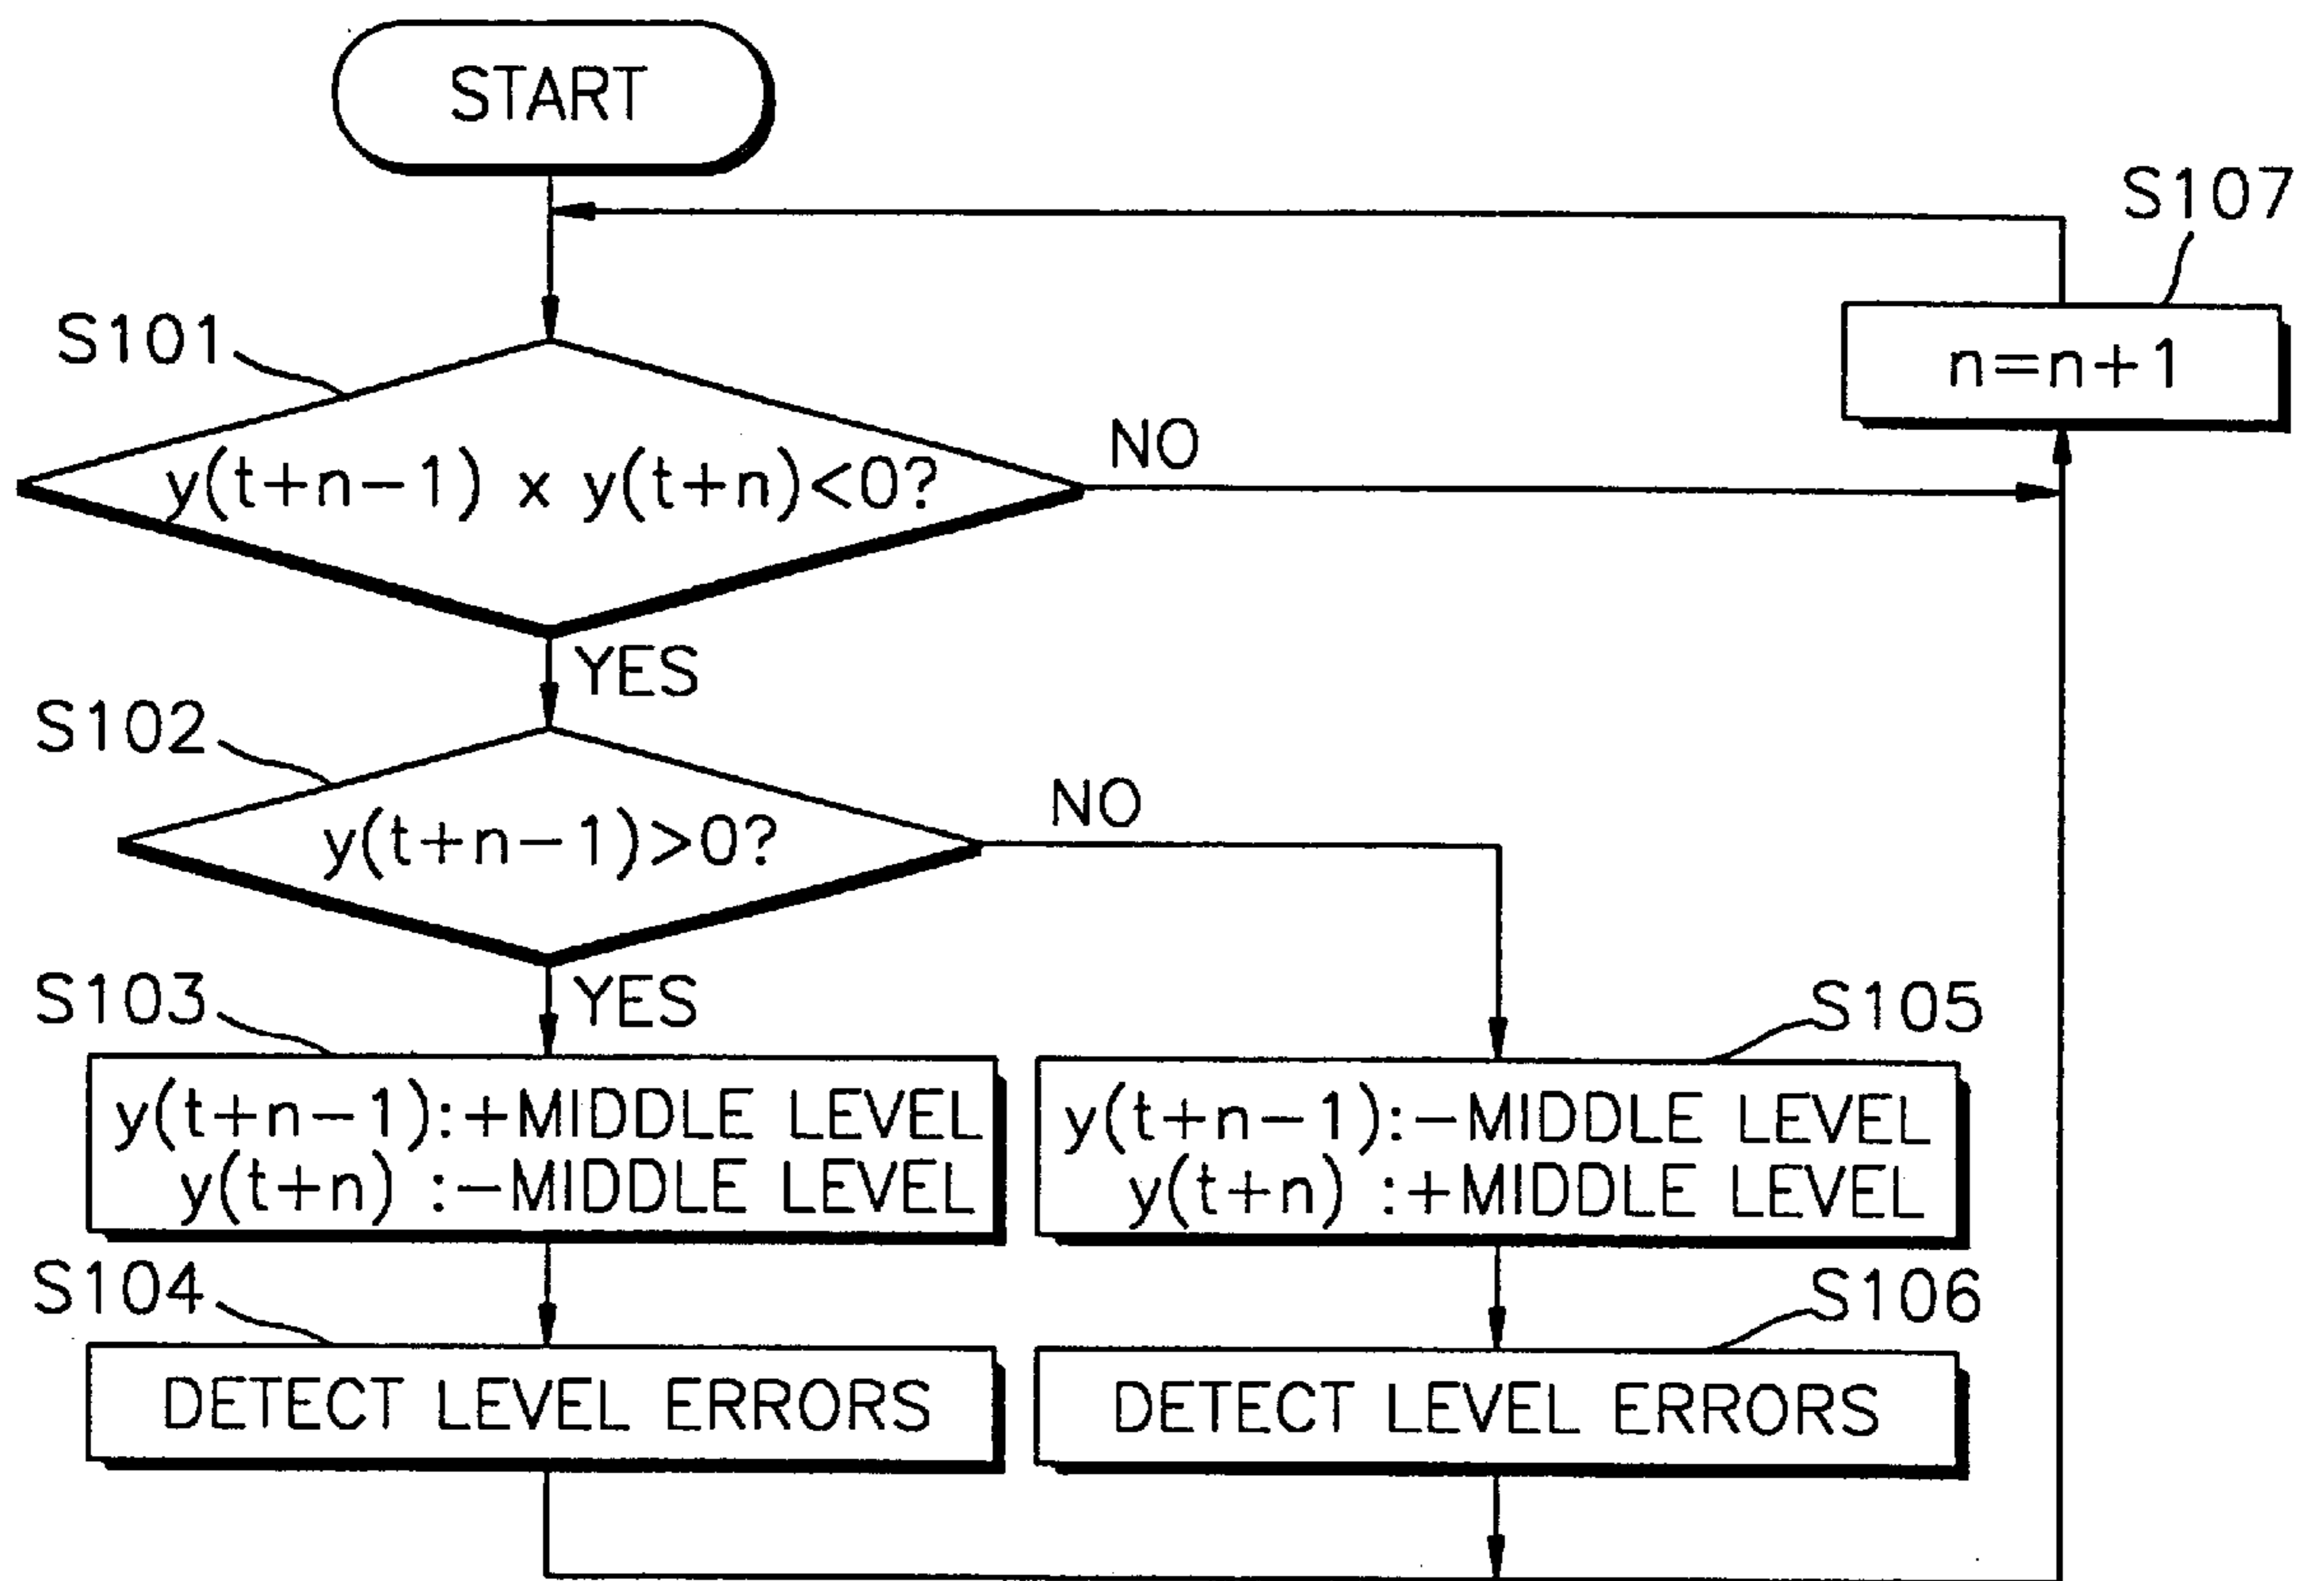 START
S107
n=n+1
S101
y(t+n-1) x y(t+n)<0?
NO
YES
S102
y(t+n-1)>0?
NO
YES
S103
y(t+n-1):+MIDDLE LEVEL
y(t+n) :-MIDDLE LEVEL
S105
y(t+n-1):-MIDDLE LEVEL
y(t+n) :+MIDDLE LEVEL
S104
DETECT LEVEL ERRORS
S106
DETECT LEVEL ERRORS